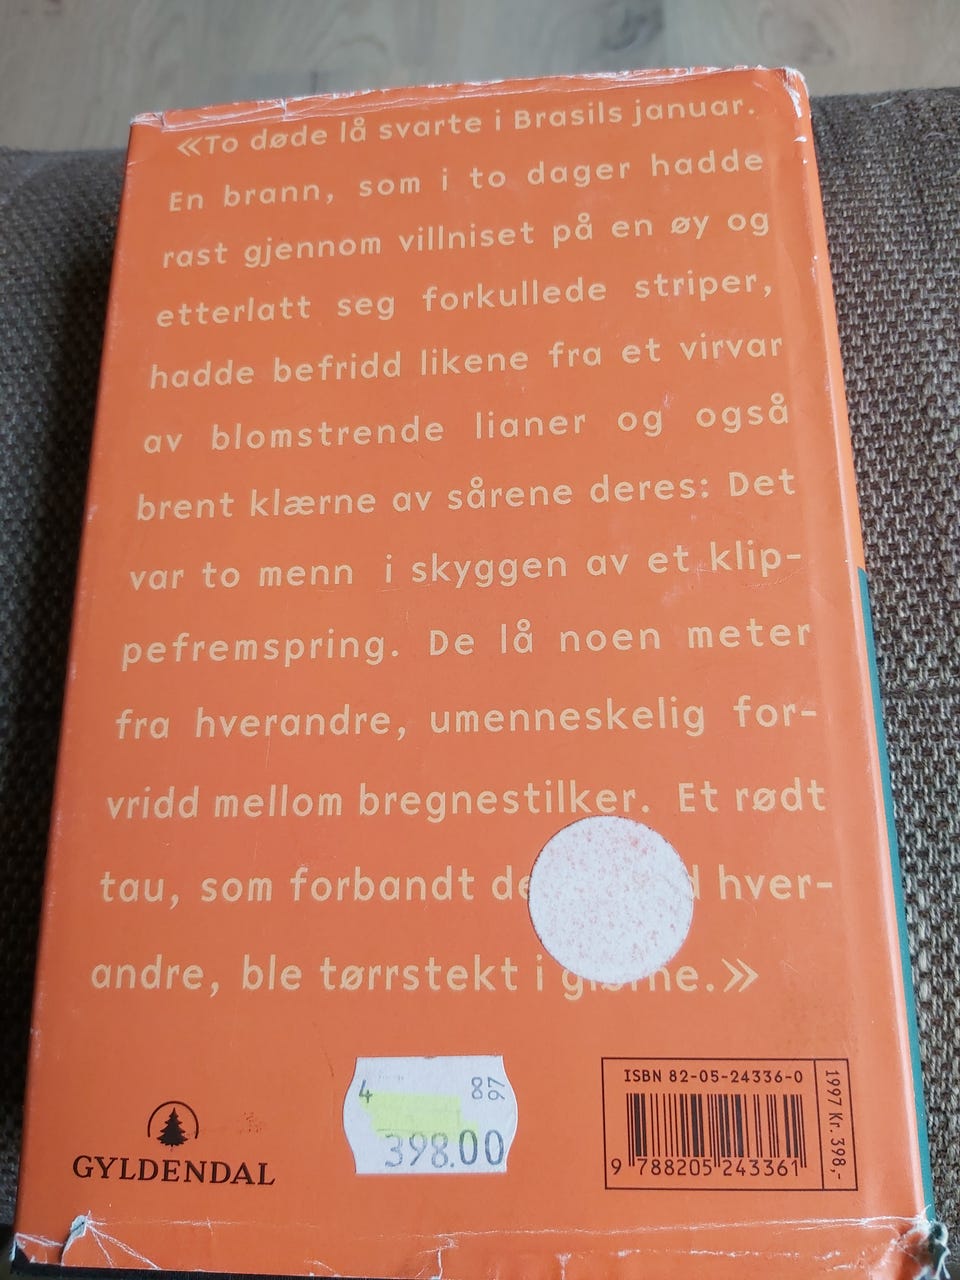 «To døde lå svarte i Brasils januar.
En brann, som i to dager hadde
rast gjennom villniset på en øy og
etterlatt seg forkullede striper,
hadde befridd likene fra et virvar
av blomstrende lianer og også
brent klærne av sårene deres: Det
var to menn i skyggen av et klip-
pefremspring. De lå noen meter
fra hverandre, umenneskelig for-
vridd mellom bregnestilker. Et rødt
tau, som forbandt hver-
andre, ble tørrstekt i glørne.»
GYLDENDAL
4 8 97
398.00
ISBN 82-05-24336-0
9 788205 243361
1997 Kr. 398,-